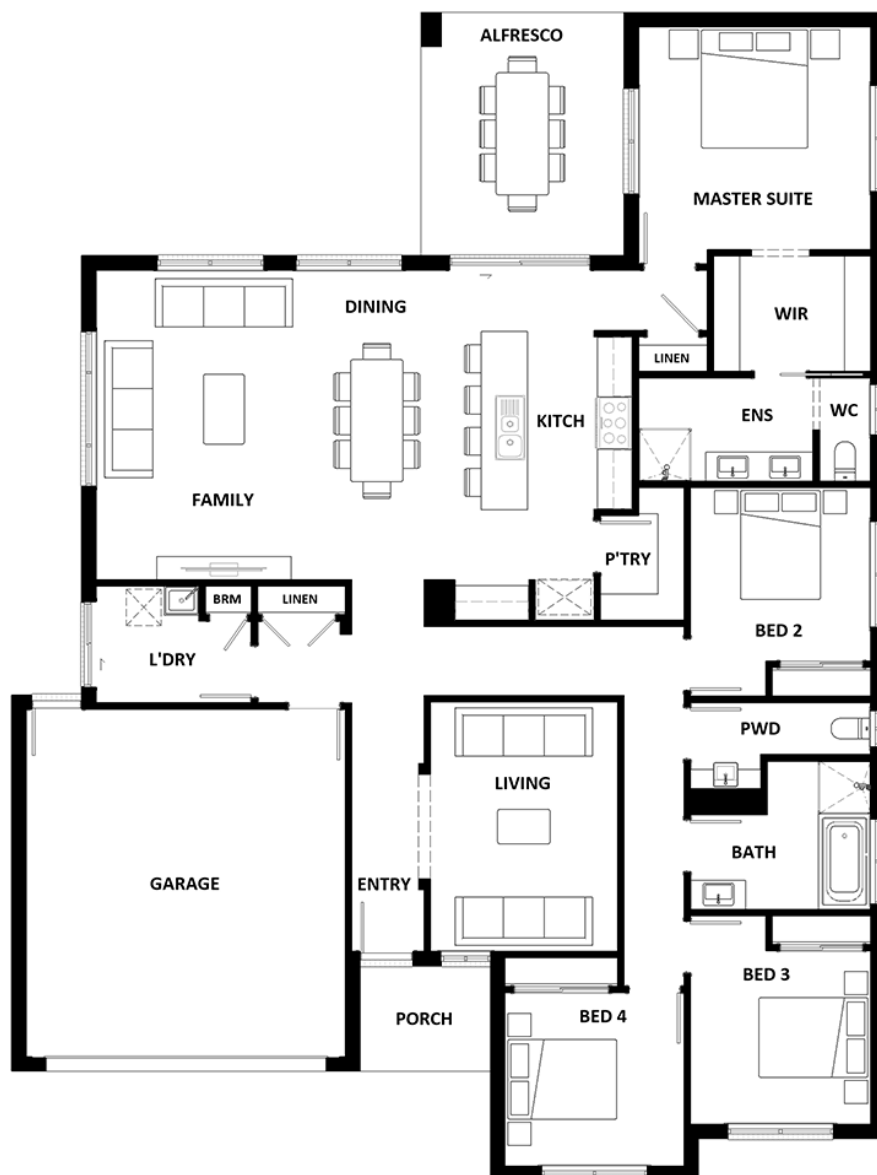 ALFRESCO
MASTER SUITE
DINING
WIR
LINEN
KITCH
ENS
WC
FAMILY
P'TRY
BRM
LINEN
BED 2
L'DRY
PWD
LIVING
BATH
GARAGE
ENTRY
BED 3
PORCH
BED 4